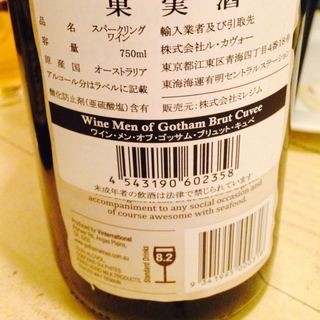 果実酒
品名 スパークリングワイン
容量 750ml
原産国 オーストラリア
アルコール分はラベルに記載
酸化防止剤(亜硫酸塩)含有
輸入業者及び引取先
株式会社ル・カヴォー
東京都江東区青海四丁目4番18号
東海海運有明セントラルステーション
販売元:株式会社ミレジム
Wine Men of Gotham Brut Cuvee
ワイン・メン・オブ・ゴッサム・ブリュット・キュベ
4 543190 602358
未成年者の飲酒は法律で禁じられて
accompaniment to any social occasion and
of course awesome with seafood.
Produced by Vinternational
Angas Plains,
Standard Drinks
8.2